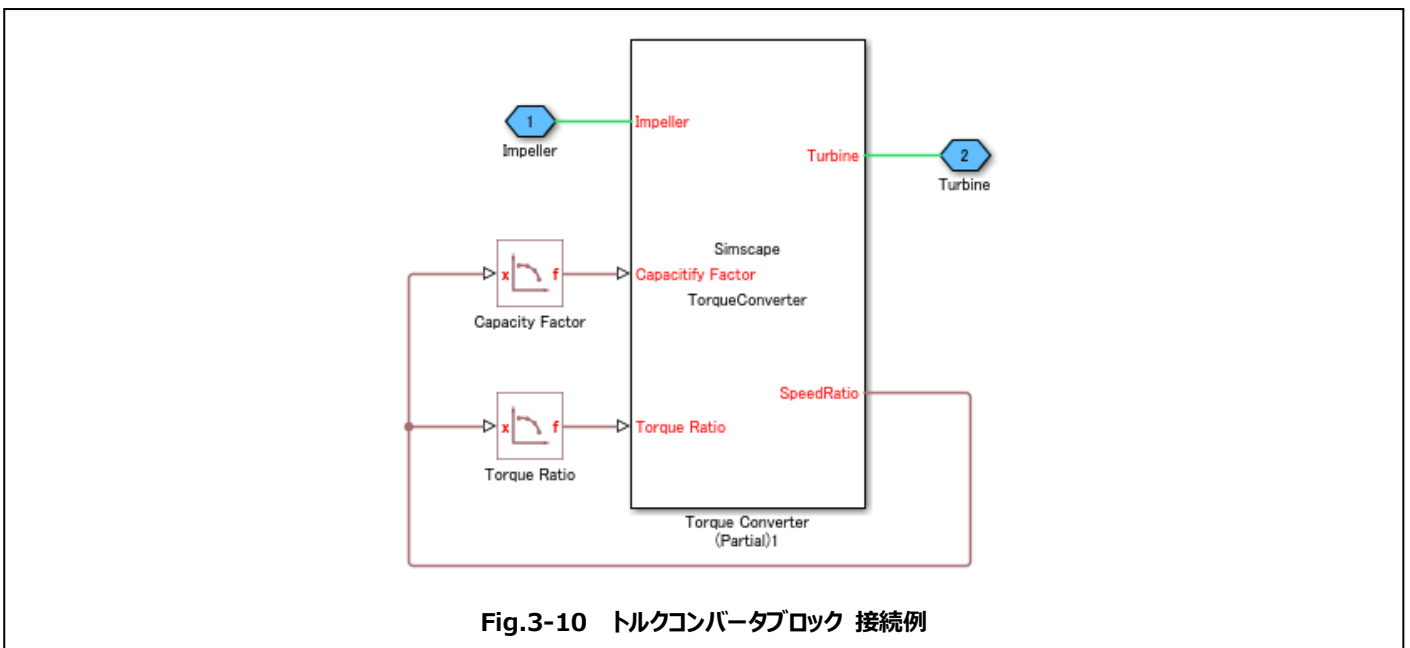 1
Impeller
Impeller
Turbine
2
Turbine
Simscape
Capacitify Factor
TorqueConverter
x f
Capacity Factor
SpeedRatio
x f
Torque Ratio
Torque Ratio
Torque Converter
(Partial)1
Fig.3-10 トルクコンバータブロック 接続例